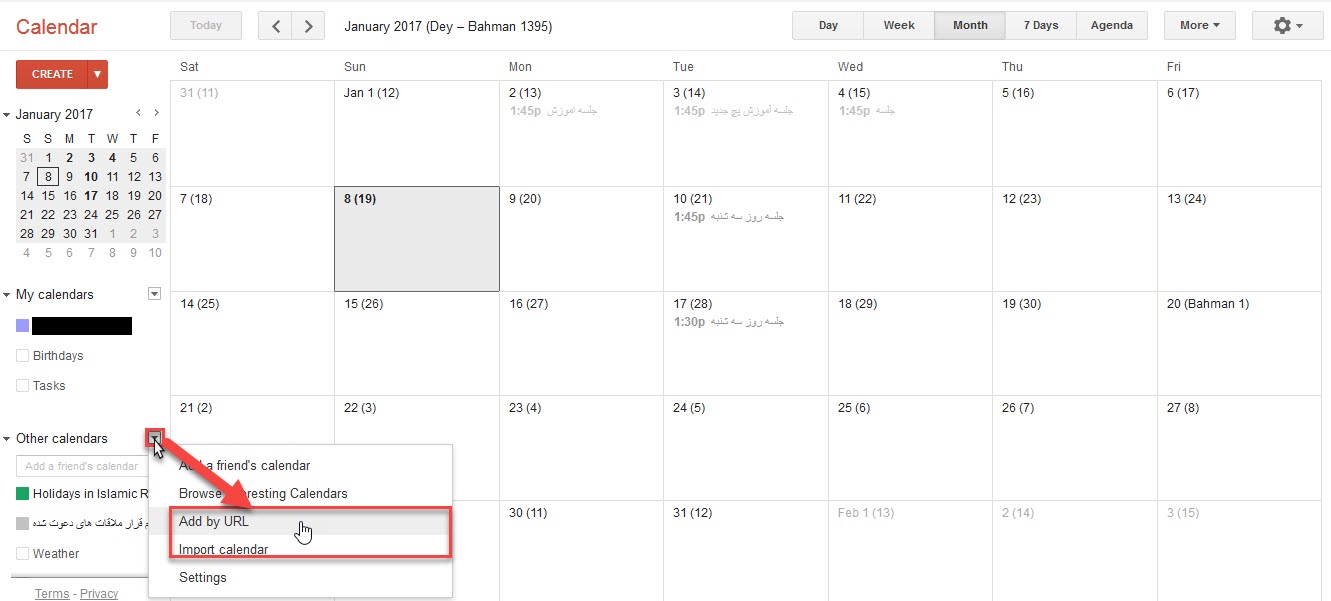 Calendar
Today
January 2017 (Dey – Bahman 1395)
Day Week Month 7 Days Agenda
More
CREATE
January 2017
S S M T W T F
31 1 2 3 4 5 6
7 8 9 10 11 12 13
14 15 16 17 18 19 20
21 22 23 24 25 26 27
28 29 30 31 1 2 3
4 5 6 7 8 9 10
My calendars
Birthdays
Tasks
Other calendars
Add a friend's calendar
Holidays in Islamic R
قرار ملاقات های دعوت شده
Weather
Terms - Privacy
Add a friend's calendar
Browse Interesting Calendars
Add by URL
Import calendar
Settings
Sat Sun Mon Tue Wed Thu Fri
31 (11) Jan 1 (12) 2 (13) 3 (14) 4 (15) 5 (16) 6 (17)
1:45p جلسه اموزش 1:45p جلسه آموزش پچ جدید 1:45p جلسه
7 (18) 8 (19) 9 (20) 10 (21) 11 (22) 12 (23) 13 (24)
1:45p جلسه روز سه شنبه
14 (25) 15 (26) 16 (27) 17 (28) 18 (29) 19 (30) 20 (Bahman 1)
1:30p جلسه روز سه شنبه
21 (2) 22 (3) 23 (4) 24 (5) 25 (6) 26 (7) 27 (8)
30 (11) 31 (12) Feb 1 (13) 2 (14) 3 (15)